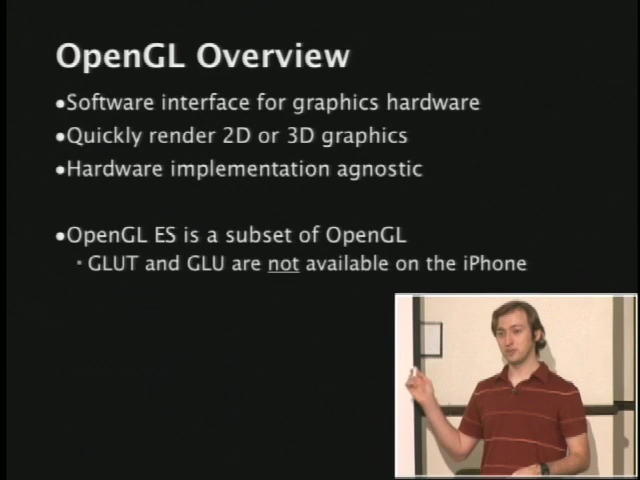 OpenGL Overview
•Software interface for graphics hardware
•Quickly render 2D or 3D graphics
•Hardware implementation agnostic
•OpenGL ES is a subset of OpenGL
▪ GLUT and GLU are not available on the iPhone